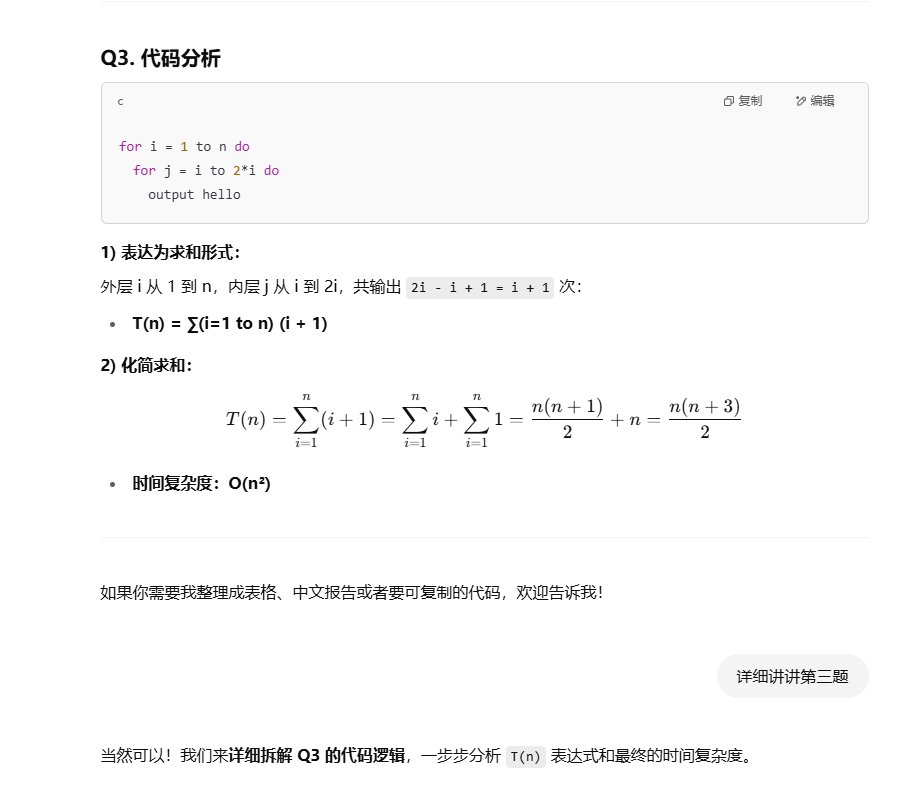 Q3. 代码分析
c 复制 编辑
for i = 1 to n do
for j = i to 2*i do
output hello
1) 表达为求和形式：
外层 i 从 1 到 n，内层 j 从 i 到 2i，共输出 2i - i + 1 = i + 1 次：
• T(n) = ∑(i=1 to n) (i + 1)
2) 化简求和：
T(n) = ∑_{i=1}^{n} (i + 1) = ∑_{i=1}^{n} i + ∑_{i=1}^{n} 1 = n(n + 1)/2 + n = n(n + 3)/2
• 时间复杂度：O(n²)
如果你需要我整理成表格、中文报告或者要可复制的代码，欢迎告诉我！
详细讲讲第三题
当然可以！我们来详细拆解 Q3 的代码逻辑，一步步分析 T(n) 表达式和最终的时间复杂度。